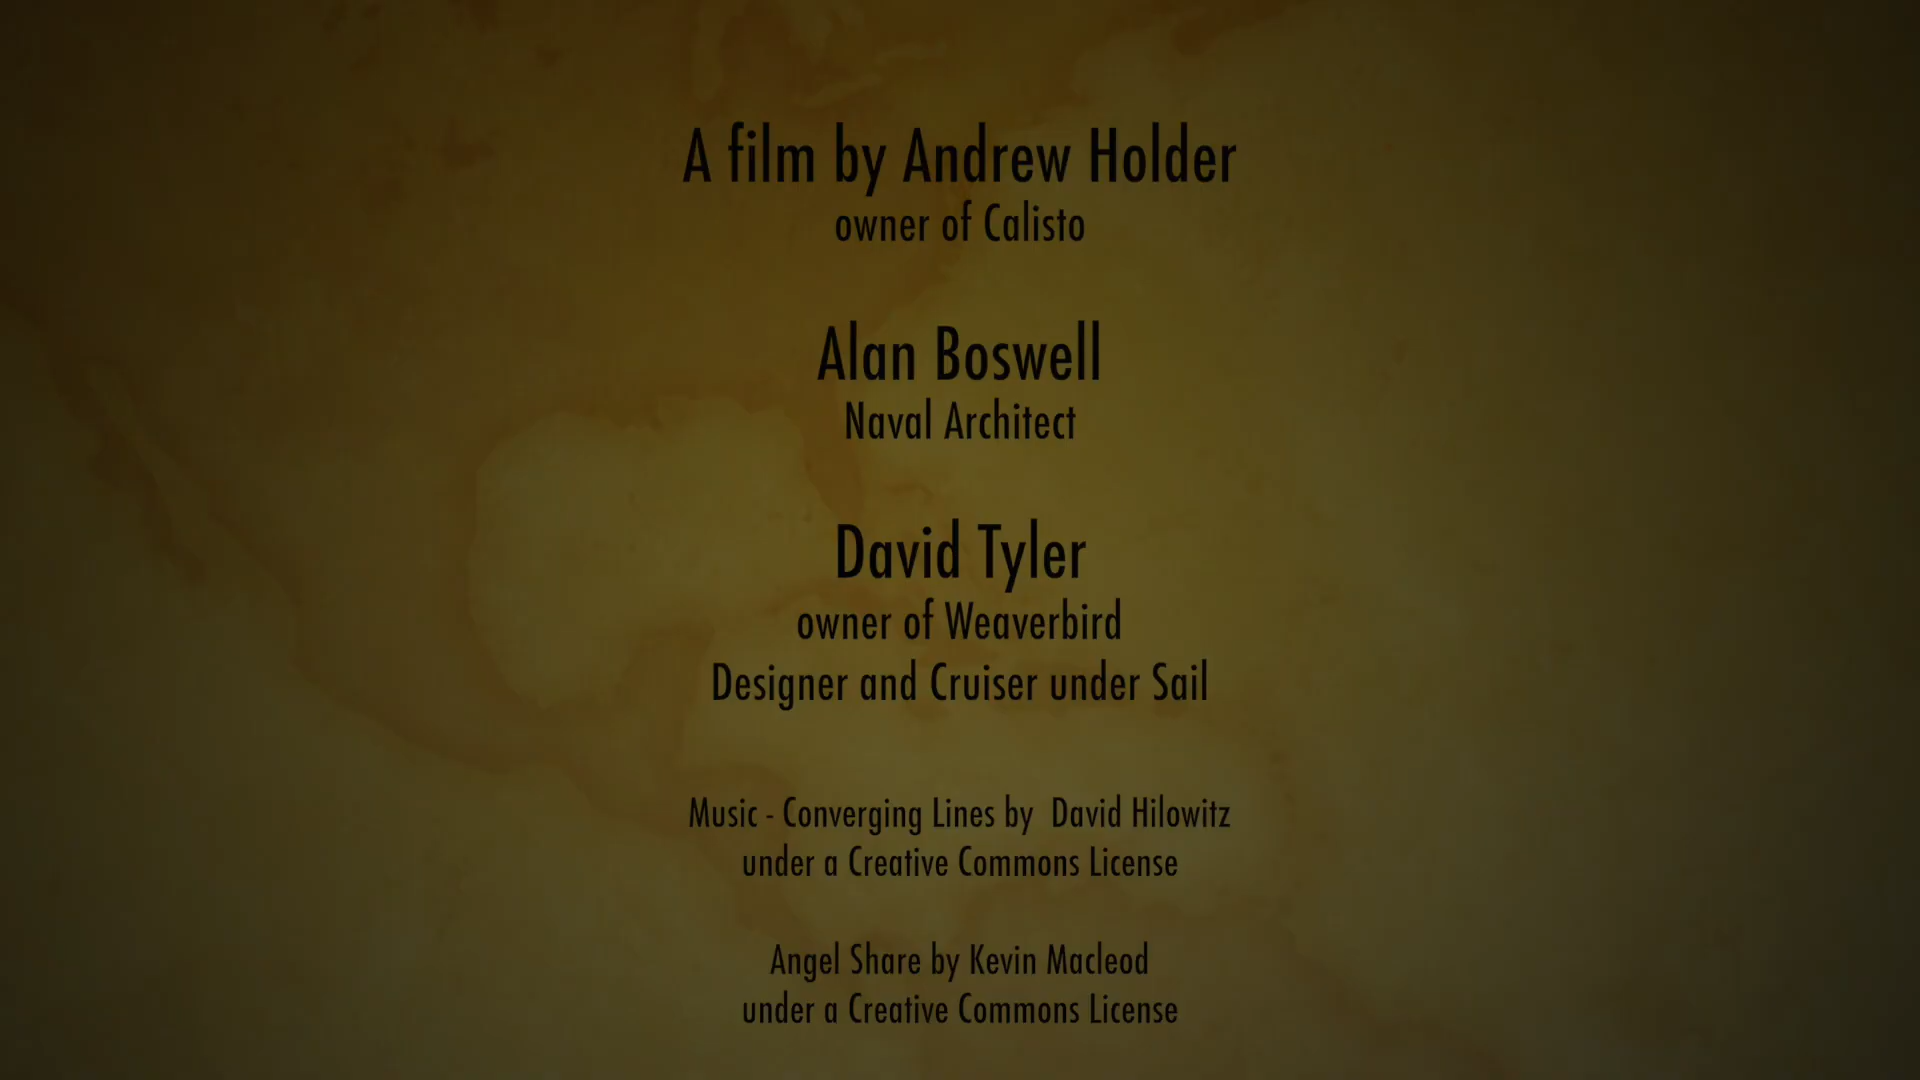 A film by Andrew Holder
owner of Calisto
Alan Boswell
Naval Architect
David Tyler
owner of Weaverbird
Designer and Cruiser under Sail
Music - Converging Lines by  David Hilowitz
under a Creative Commons License
Angel Share by Kevin Macleod
under a Creative Commons License